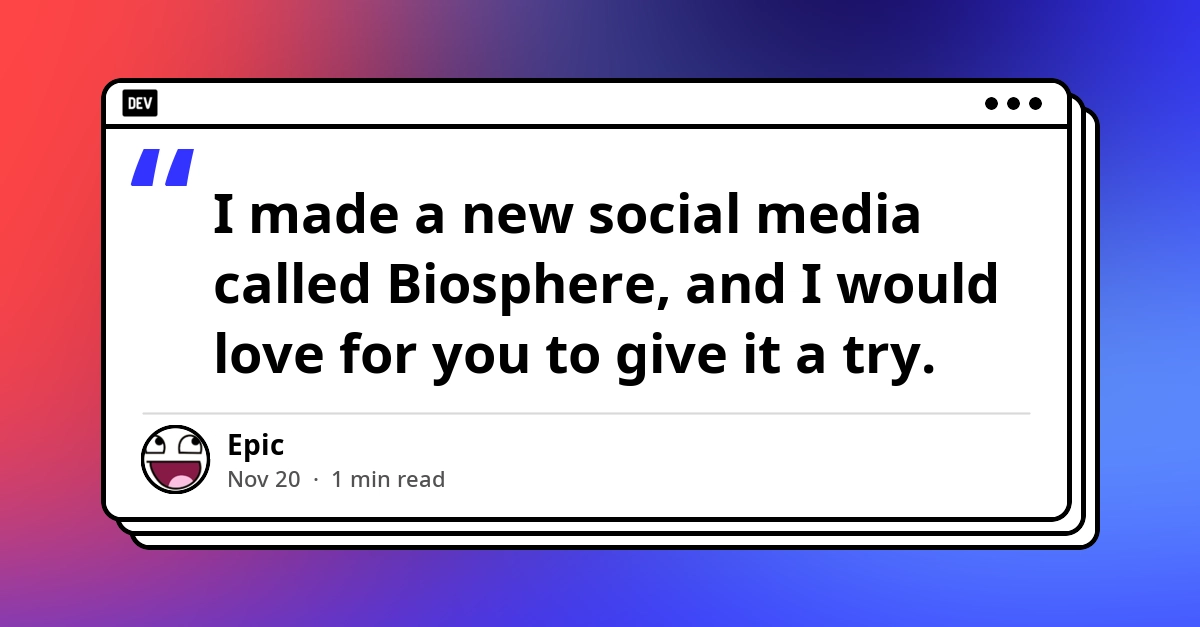 DEV
“
I made a new social media
called Biosphere, and I would
love for you to give it a try.
Epic
Nov 20 · 1 min read